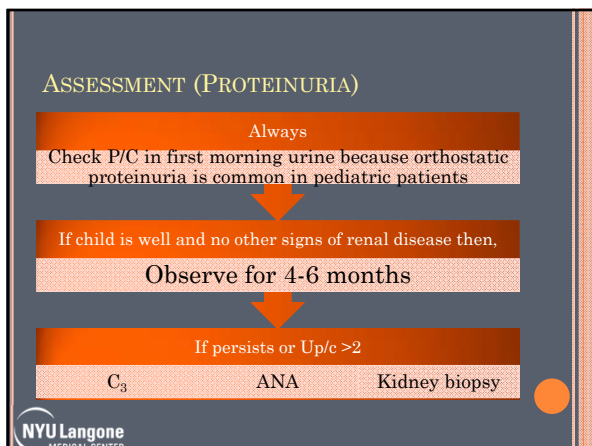 ASSESSMENT (PROTEINURIA)
Always
Check P/C in first morning urine because orthostatic
proteinuria is common in pediatric patients
If child is well and no other signs of renal disease then,
Observe for 4-6 months
If persists or Up/c >2
C3 ANA Kidney biopsy
NYU Langone
MEDICAL CENTER